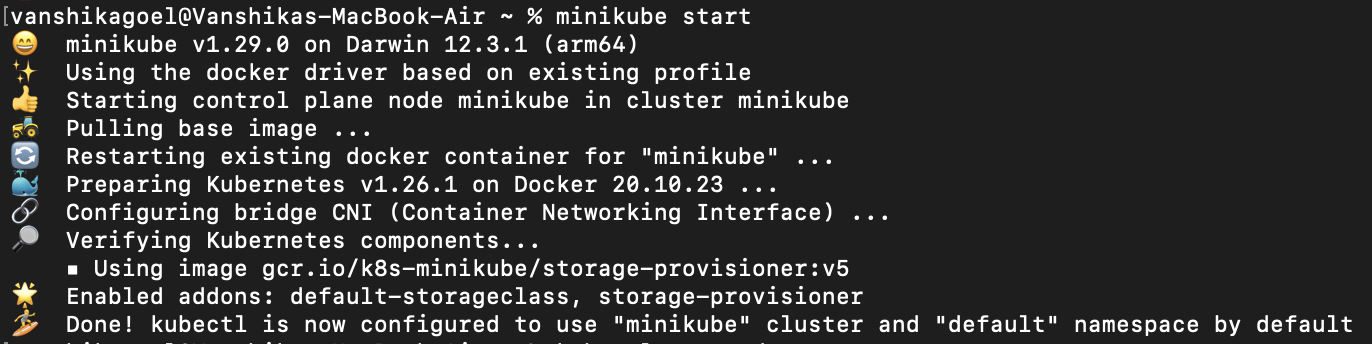 [vanshikagoel@Vanshikas-MacBook-Air ~ % minikube start
😄 minikube v1.29.0 on Darwin 12.3.1 (arm64)
✨ Using the docker driver based on existing profile
👍 Starting control plane node minikube in cluster minikube
🚜 Pulling base image ...
🔄 Restarting existing docker container for "minikube" ...
🐳 Preparing Kubernetes v1.26.1 on Docker 20.10.23 ...
🔗 Configuring bridge CNI (Container Networking Interface) ...
🔎 Verifying Kubernetes components...
▪ Using image gcr.io/k8s-minikube/storage-provisioner:v5
🌟 Enabled addons: default-storageclass, storage-provisioner
🏄 Done! kubectl is now configured to use "minikube" cluster and "default" namespace by default